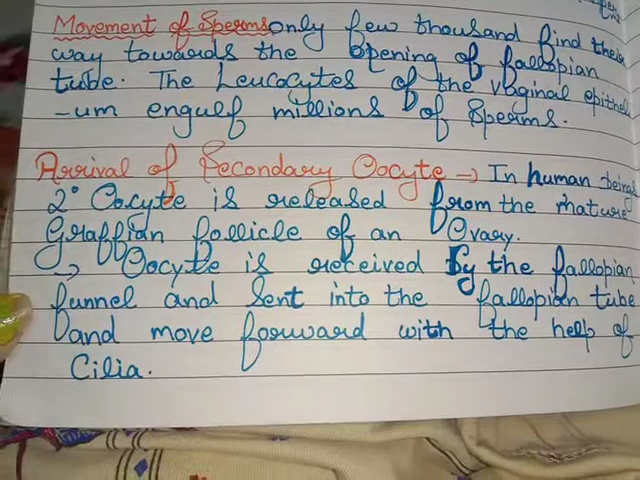 Movement of Sperms only few thousand find their
way towards the opening of fallopian
tube. The Leucocytes of the vaginal epitheli
-um engulf millions of Sperms.
Arrival of Secondary Oocyte → In human beings
2° Oocyte is released from the mature
Graffian follicle of an Ovary.
→ Oocyte is received by the fallopian
funnel and sent into the fallopian tube
and move forward with the help of
Cilia.